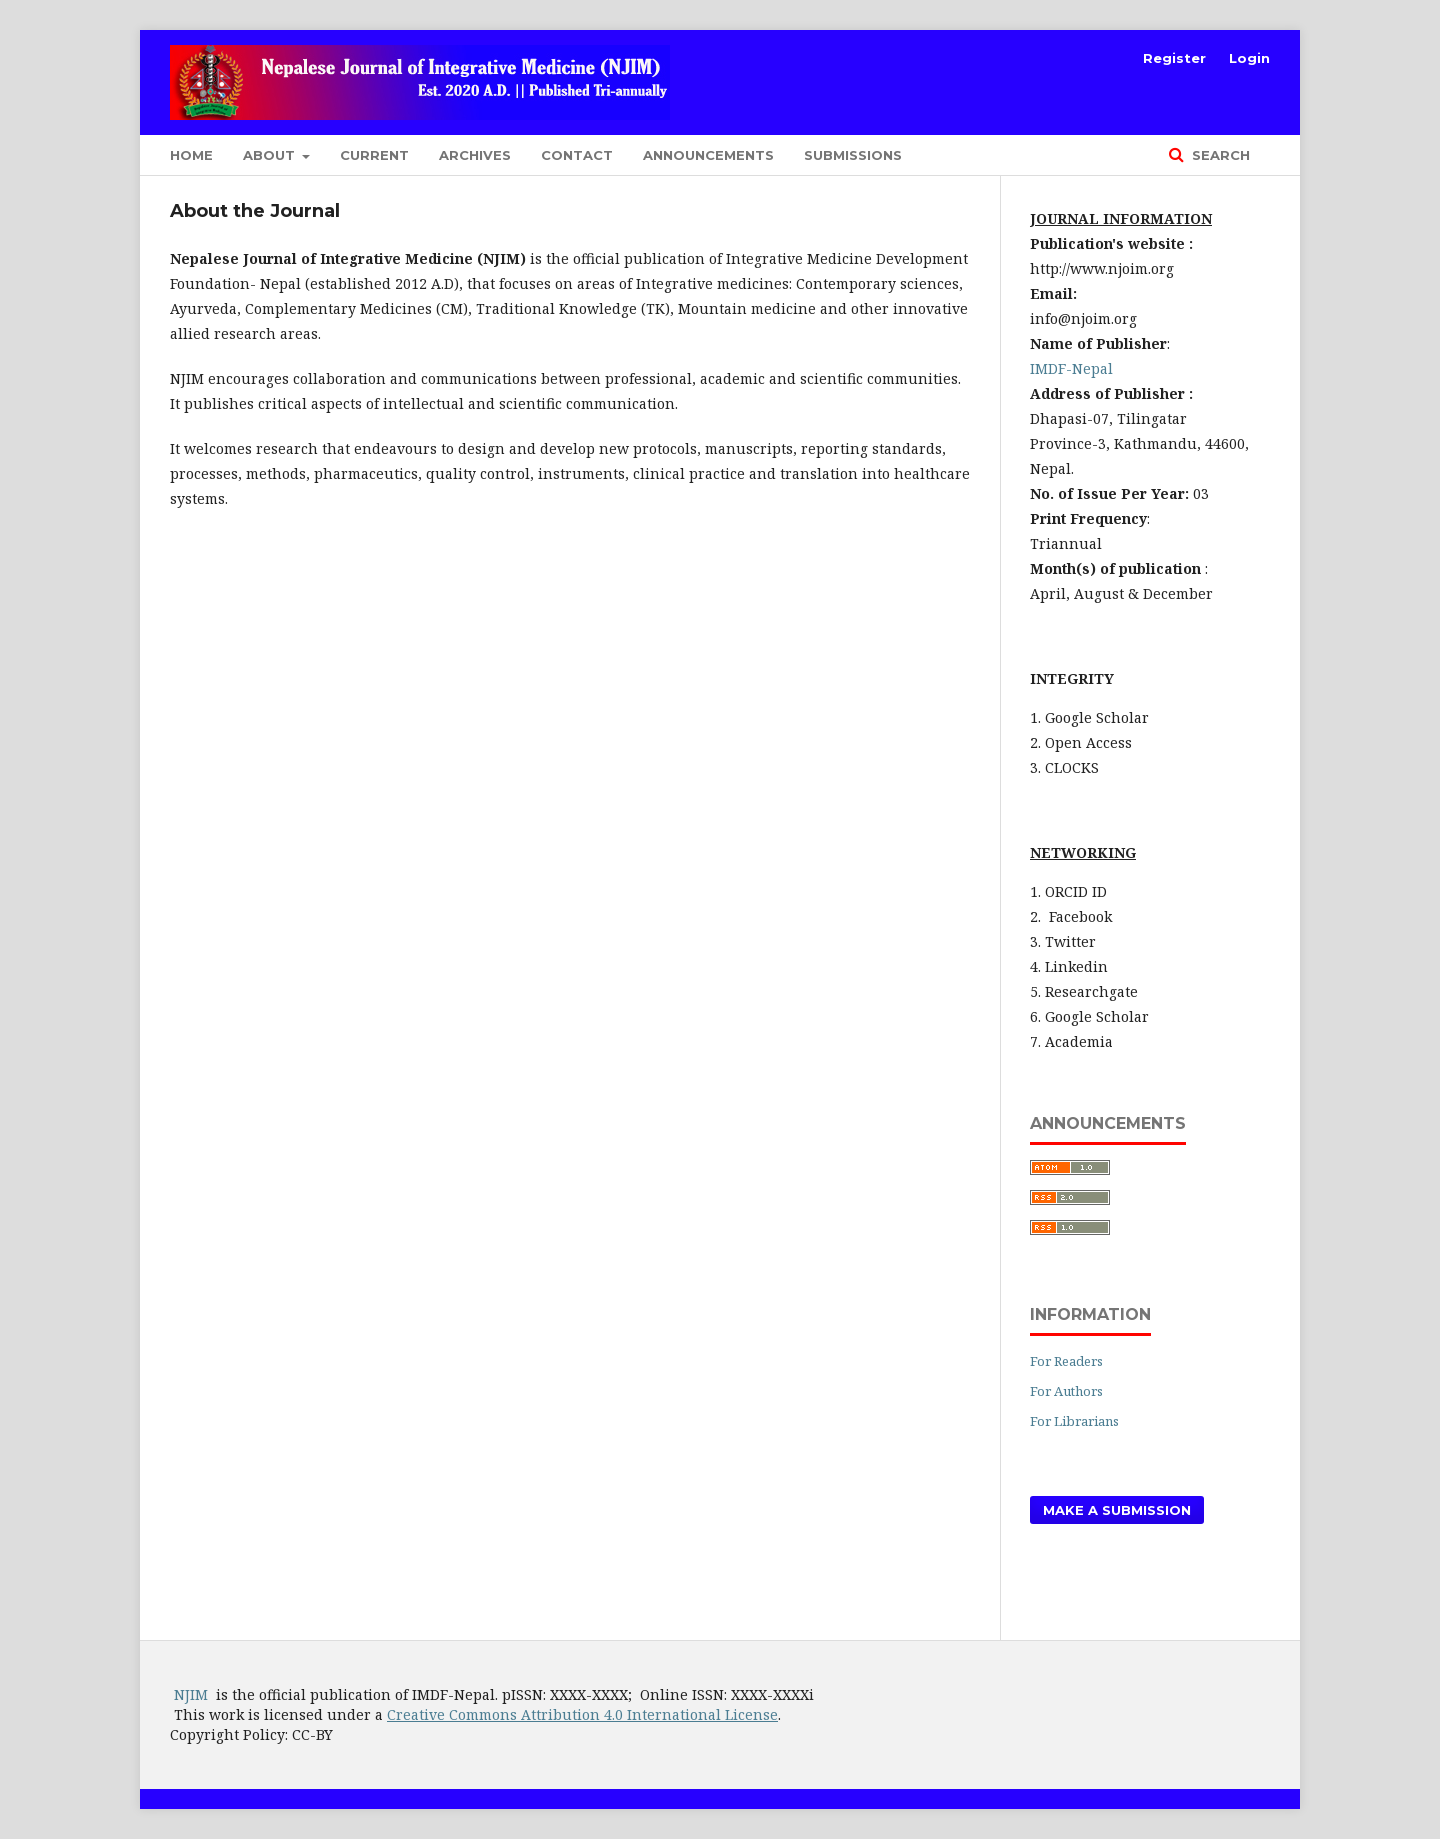 Nepalese Journal of Integrative Medicine (NJIM)
Est. 2020 A.D. || Published Tri-annually
Register Login
HOME ABOUT CURRENT ARCHIVES CONTACT ANNOUNCEMENTS SUBMISSIONS SEARCH
About the Journal
Nepalese Journal of Integrative Medicine (NJIM) is the official publication of Integrative Medicine Development
Foundation- Nepal (established 2012 A.D), that focuses on areas of Integrative medicines: Contemporary sciences,
Ayurveda, Complementary Medicines (CM), Traditional Knowledge (TK), Mountain medicine and other innovative
allied research areas.
NJIM encourages collaboration and communications between professional, academic and scientific communities.
It publishes critical aspects of intellectual and scientific communication.
It welcomes research that endeavours to design and develop new protocols, manuscripts, reporting standards,
processes, methods, pharmaceutics, quality control, instruments, clinical practice and translation into healthcare
systems.
JOURNAL INFORMATION
Publication's website :
http://www.njoim.org
Email:
info@njoim.org
Name of Publisher:
IMDF-Nepal
Address of Publisher :
Dhapasi-07, Tilingatar
Province-3, Kathmandu, 44600,
Nepal.
No. of Issue Per Year: 03
Print Frequency:
Triannual
Month(s) of publication :
April, August & December
INTEGRITY
1. Google Scholar
2. Open Access
3. CLOCKS
NETWORKING
1. ORCID ID
2.  Facebook
3. Twitter
4. Linkedin
5. Researchgate
6. Google Scholar
7. Academia
ANNOUNCEMENTS
ATOM 1.0
RSS 2.0
RSS 1.0
INFORMATION
For Readers
For Authors
For Librarians
MAKE A SUBMISSION
NJIM  is the official publication of IMDF-Nepal. pISSN: XXXX-XXXX;  Online ISSN: XXXX-XXXXi
This work is licensed under a Creative Commons Attribution 4.0 International License.
Copyright Policy: CC-BY